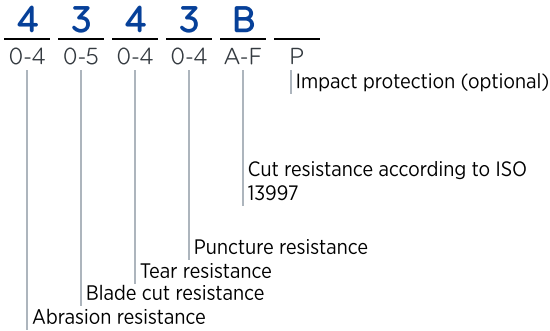 4 3 4 3 B
0-4 0-5 0-4 0-4 A-F P
Impact protection (optional)
Cut resistance according to ISO
13997
Puncture resistance
Tear resistance
Blade cut resistance
Abrasion resistance